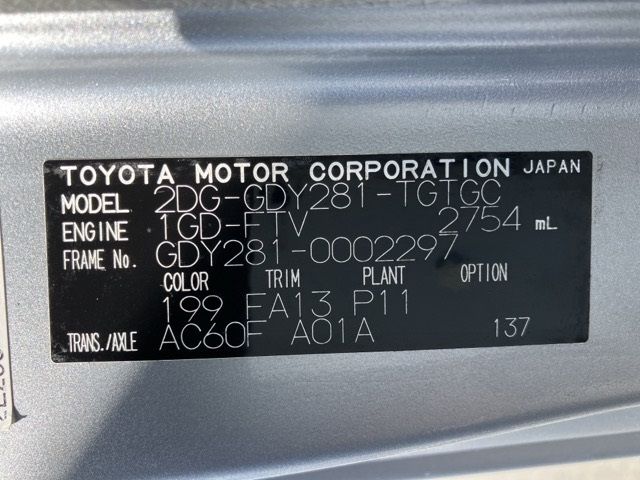 TOYOTA MOTOR CORPORATION JAPAN
MODEL 2DG-GDY281-TGTGC
ENGINE 1GD-FTV 2754 mL
FRAME No. GDY281-0002297
COLOR TRIM PLANT OPTION
199 FA13 P11
TRANS./AXLE AC60F A01A 137